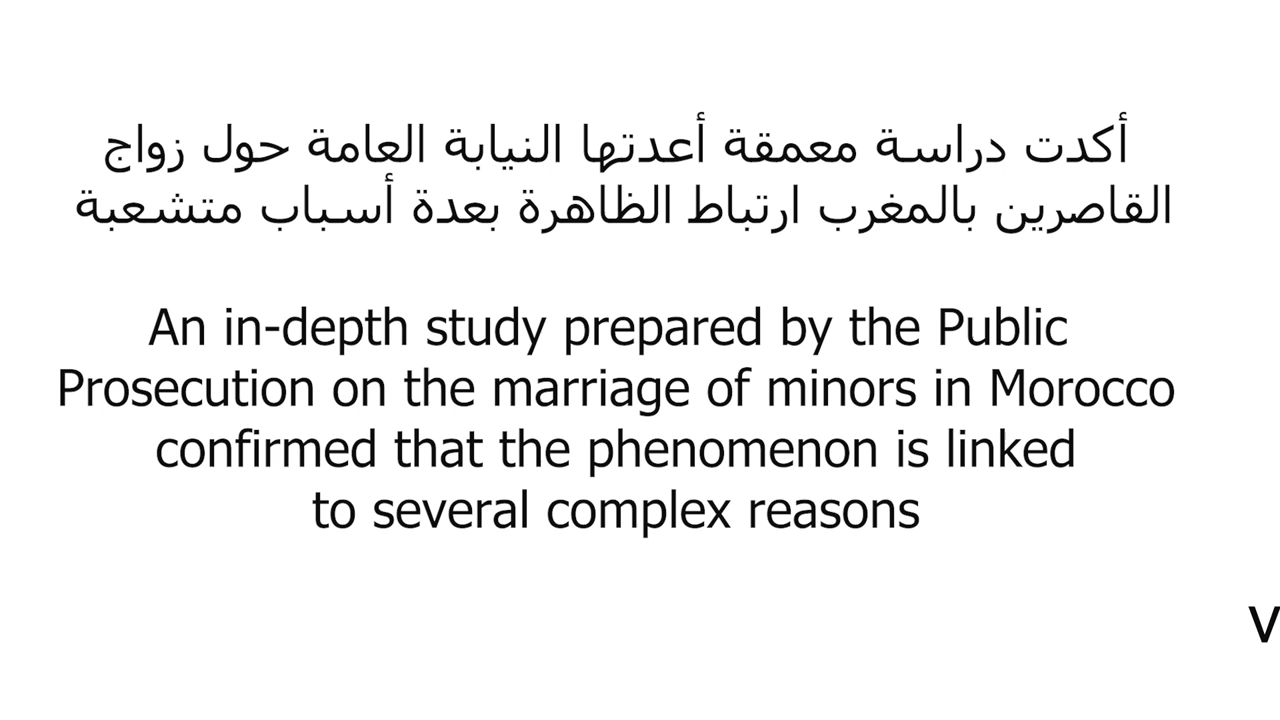 أكدت دراسة معمقة أعدتها النيابة العامة حول زواج
القاصرين بالمغرب ارتباط الظاهرة بعدة أسباب متشعبة
An in-depth study prepared by the Public
Prosecution on the marriage of minors in Morocco
confirmed that the phenomenon is linked
to several complex reasons
V